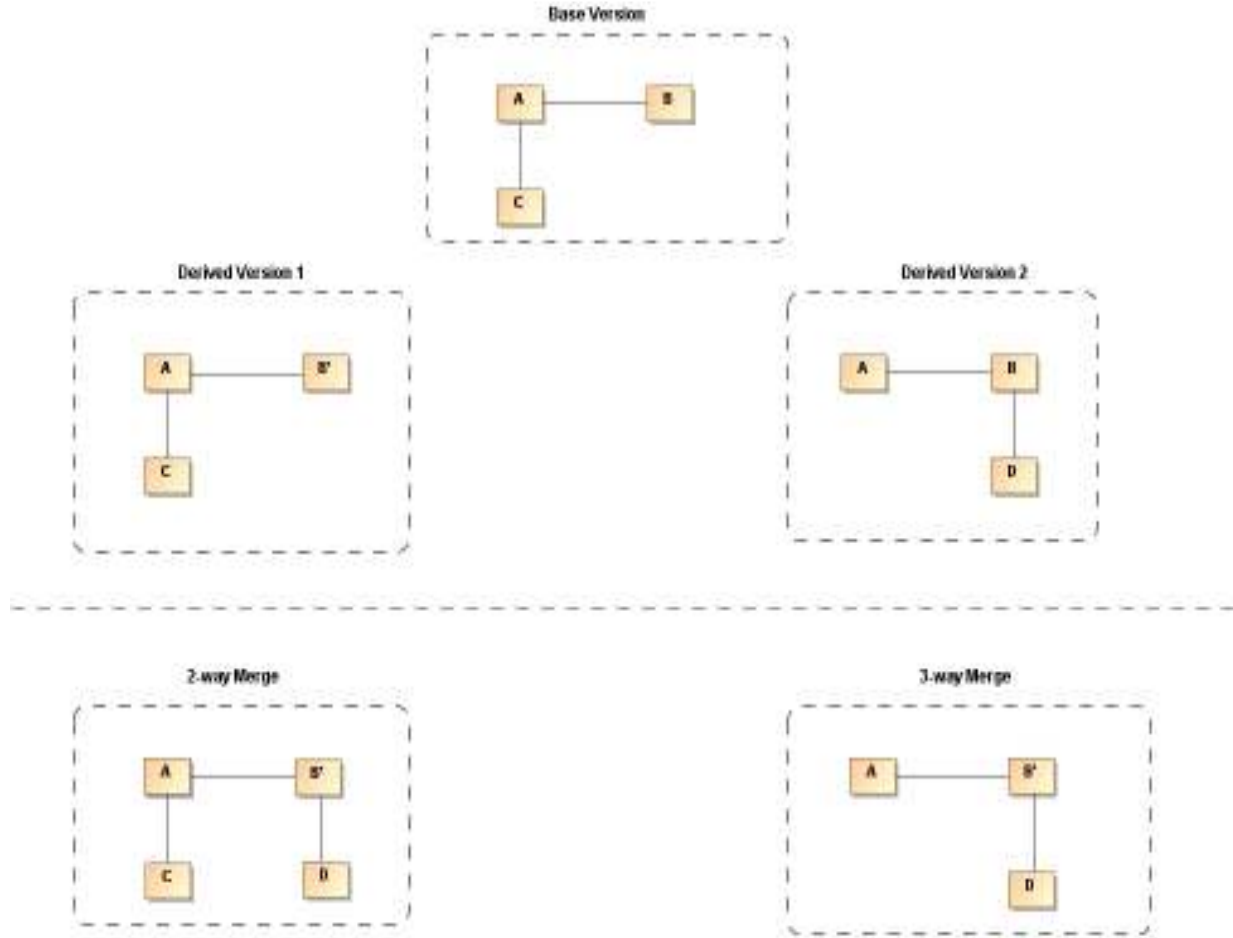 Base Version
A B
C
Derived Version 1 Derived Version 2
A B' A B
C D
2-way Merge 3-way Merge
A B' A B'
C D D